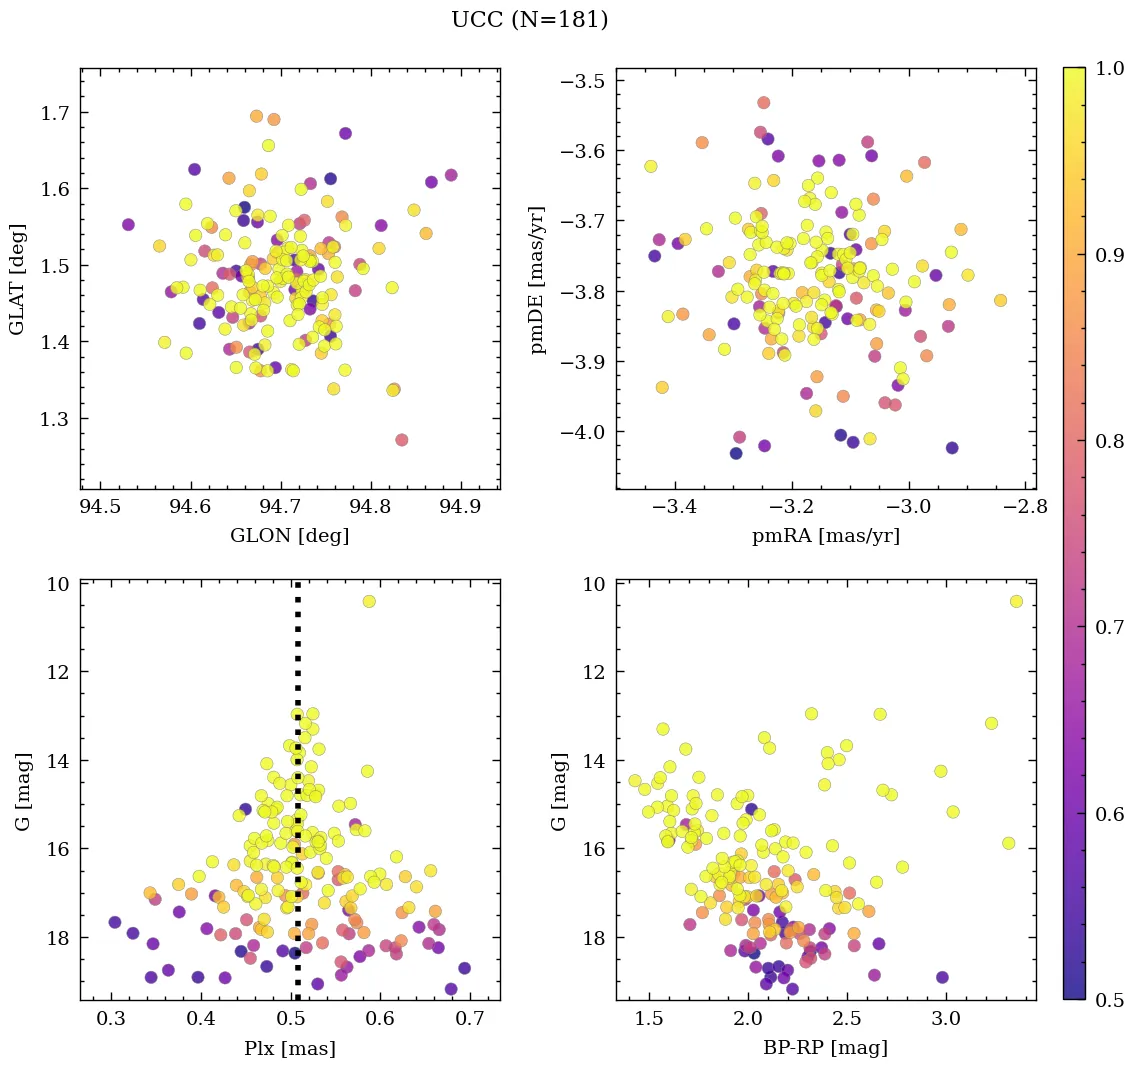 UCC (N=181)
1.7
1.6
1.5
1.4
1.3
GLAT [deg]
94.5 94.6 94.7 94.8 94.9
GLON [deg]
−3.5
−3.6
−3.7
−3.8
−3.9
−4.0
pmDE [mas/yr]
−3.4 −3.2 −3.0 −2.8
pmRA [mas/yr]
10
12
14
16
18
G [mag]
0.3 0.4 0.5 0.6 0.7
Plx [mas]
10
12
14
16
18
G [mag]
1.5 2.0 2.5 3.0
BP-RP [mag]
1.0
0.9
0.8
0.7
0.6
0.5